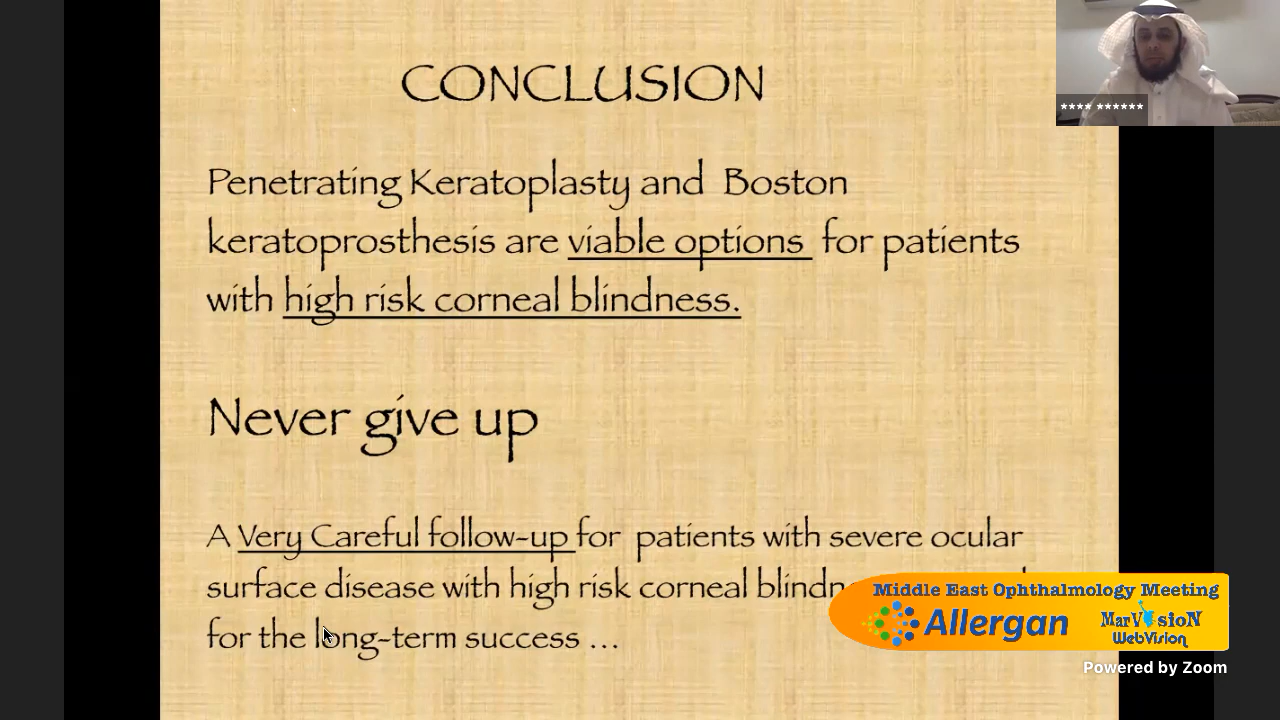 CONCLUSION
**** ******
Penetrating Keratoplasty and Boston
keratoprosthesis are viable options for patients
with high risk corneal blindness.
Never give up
A Very Careful follow-up for patients with severe ocular
surface disease with high risk corneal
for the long-term success ...
Middle East Ophthalmology Meeting
Allergan
MarVision
WebVision
Powered by Zoom